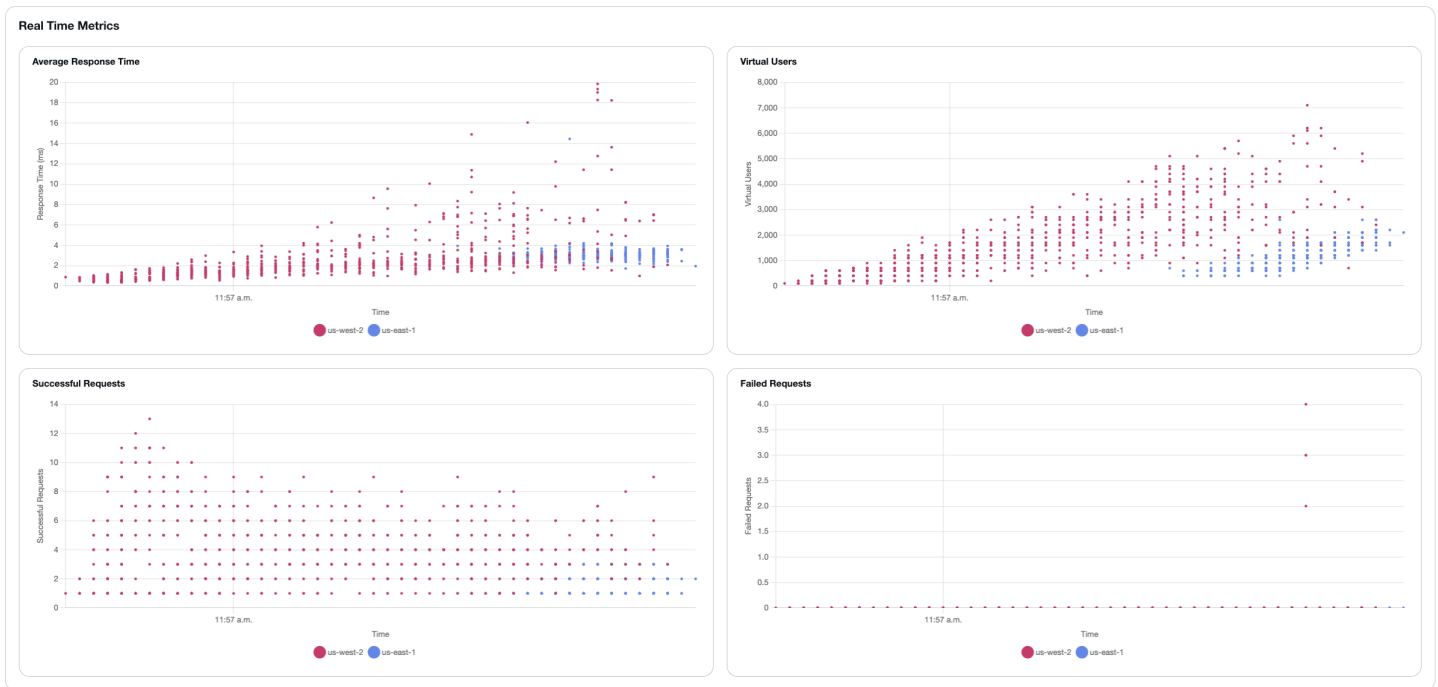 Real Time Metrics
Average Response Time
20
18
16
14
12
10
8
6
4
2
0
Response Time (ms)
11:57 a.m.
Time
us-west-2 us-east-1
Virtual Users
8,000
7,000
6,000
5,000
4,000
3,000
2,000
1,000
0
Virtual Users
11:57 a.m.
Time
us-west-2 us-east-1
Successful Requests
14
12
10
8
6
4
2
0
Successful Requests
11:57 a.m.
Time
us-west-2 us-east-1
Failed Requests
4.0
3.5
3.0
2.5
2.0
1.5
1.0
0.5
0
Failed Requests
11:57 a.m.
Time
us-west-2 us-east-1